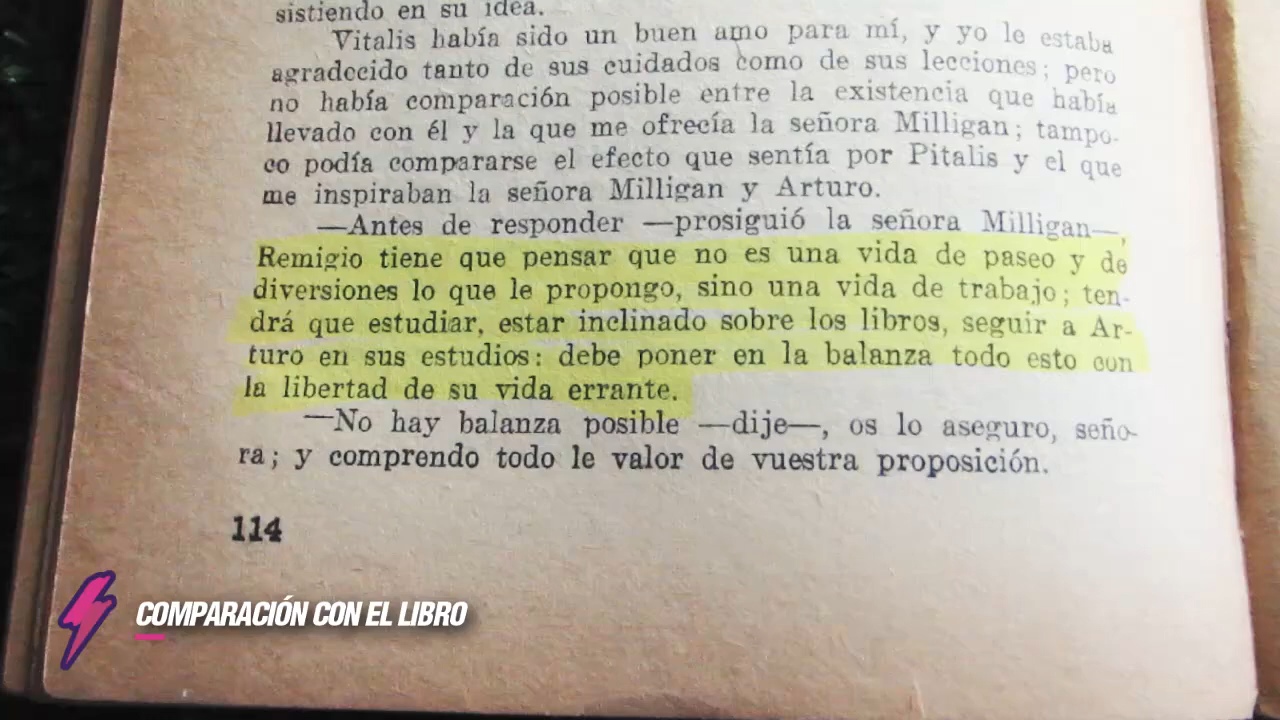 sistiendo en su idea.
Vitalis había sido un buen amo para mí, y yo le estaba
agradecido tanto de sus cuidados como de sus lecciones; pero
no había comparación posible entre la existencia que había
llevado con él y la que me ofrecía la señora Milligan; tampo-
co podía compararse el efecto que sentía por Pitalis y el que
me inspiraban la señora Milligan y Arturo.
—Antes de responder —prosiguió la señora Milligan—,
Remigio tiene que pensar que no es una vida de paseo y de
diversiones lo que le propongo, sino una vida de trabajo; ten-
drá que estudiar, estar inclinado sobre los libros, seguir a Ar-
turo en sus estudios: debe poner en la balanza todo esto con
la libertad de su vida errante.
—No hay balanza posible —dije—, os lo aseguro, seño-
ra; y comprendo todo le valor de vuestra proposición.
114
COMPARACIÓN CON EL LIBRO